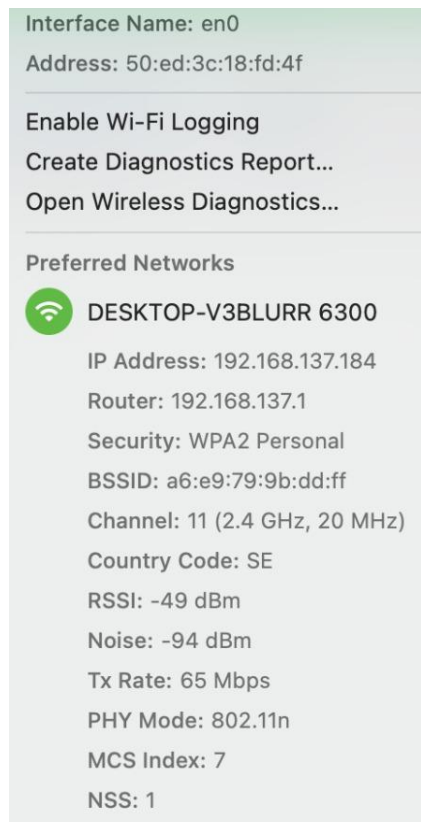 Interface Name: en0
Address: 50:ed:3c:18:fd:4f
Enable Wi-Fi Logging
Create Diagnostics Report...
Open Wireless Diagnostics...
Preferred Networks
DESKTOP-V3BLURR 6300
IP Address: 192.168.137.184
Router: 192.168.137.1
Security: WPA2 Personal
BSSID: a6:e9:79:9b:dd:ff
Channel: 11 (2.4 GHz, 20 MHz)
Country Code: SE
RSSI: -49 dBm
Noise: -94 dBm
Tx Rate: 65 Mbps
PHY Mode: 802.11n
MCS Index: 7
NSS: 1